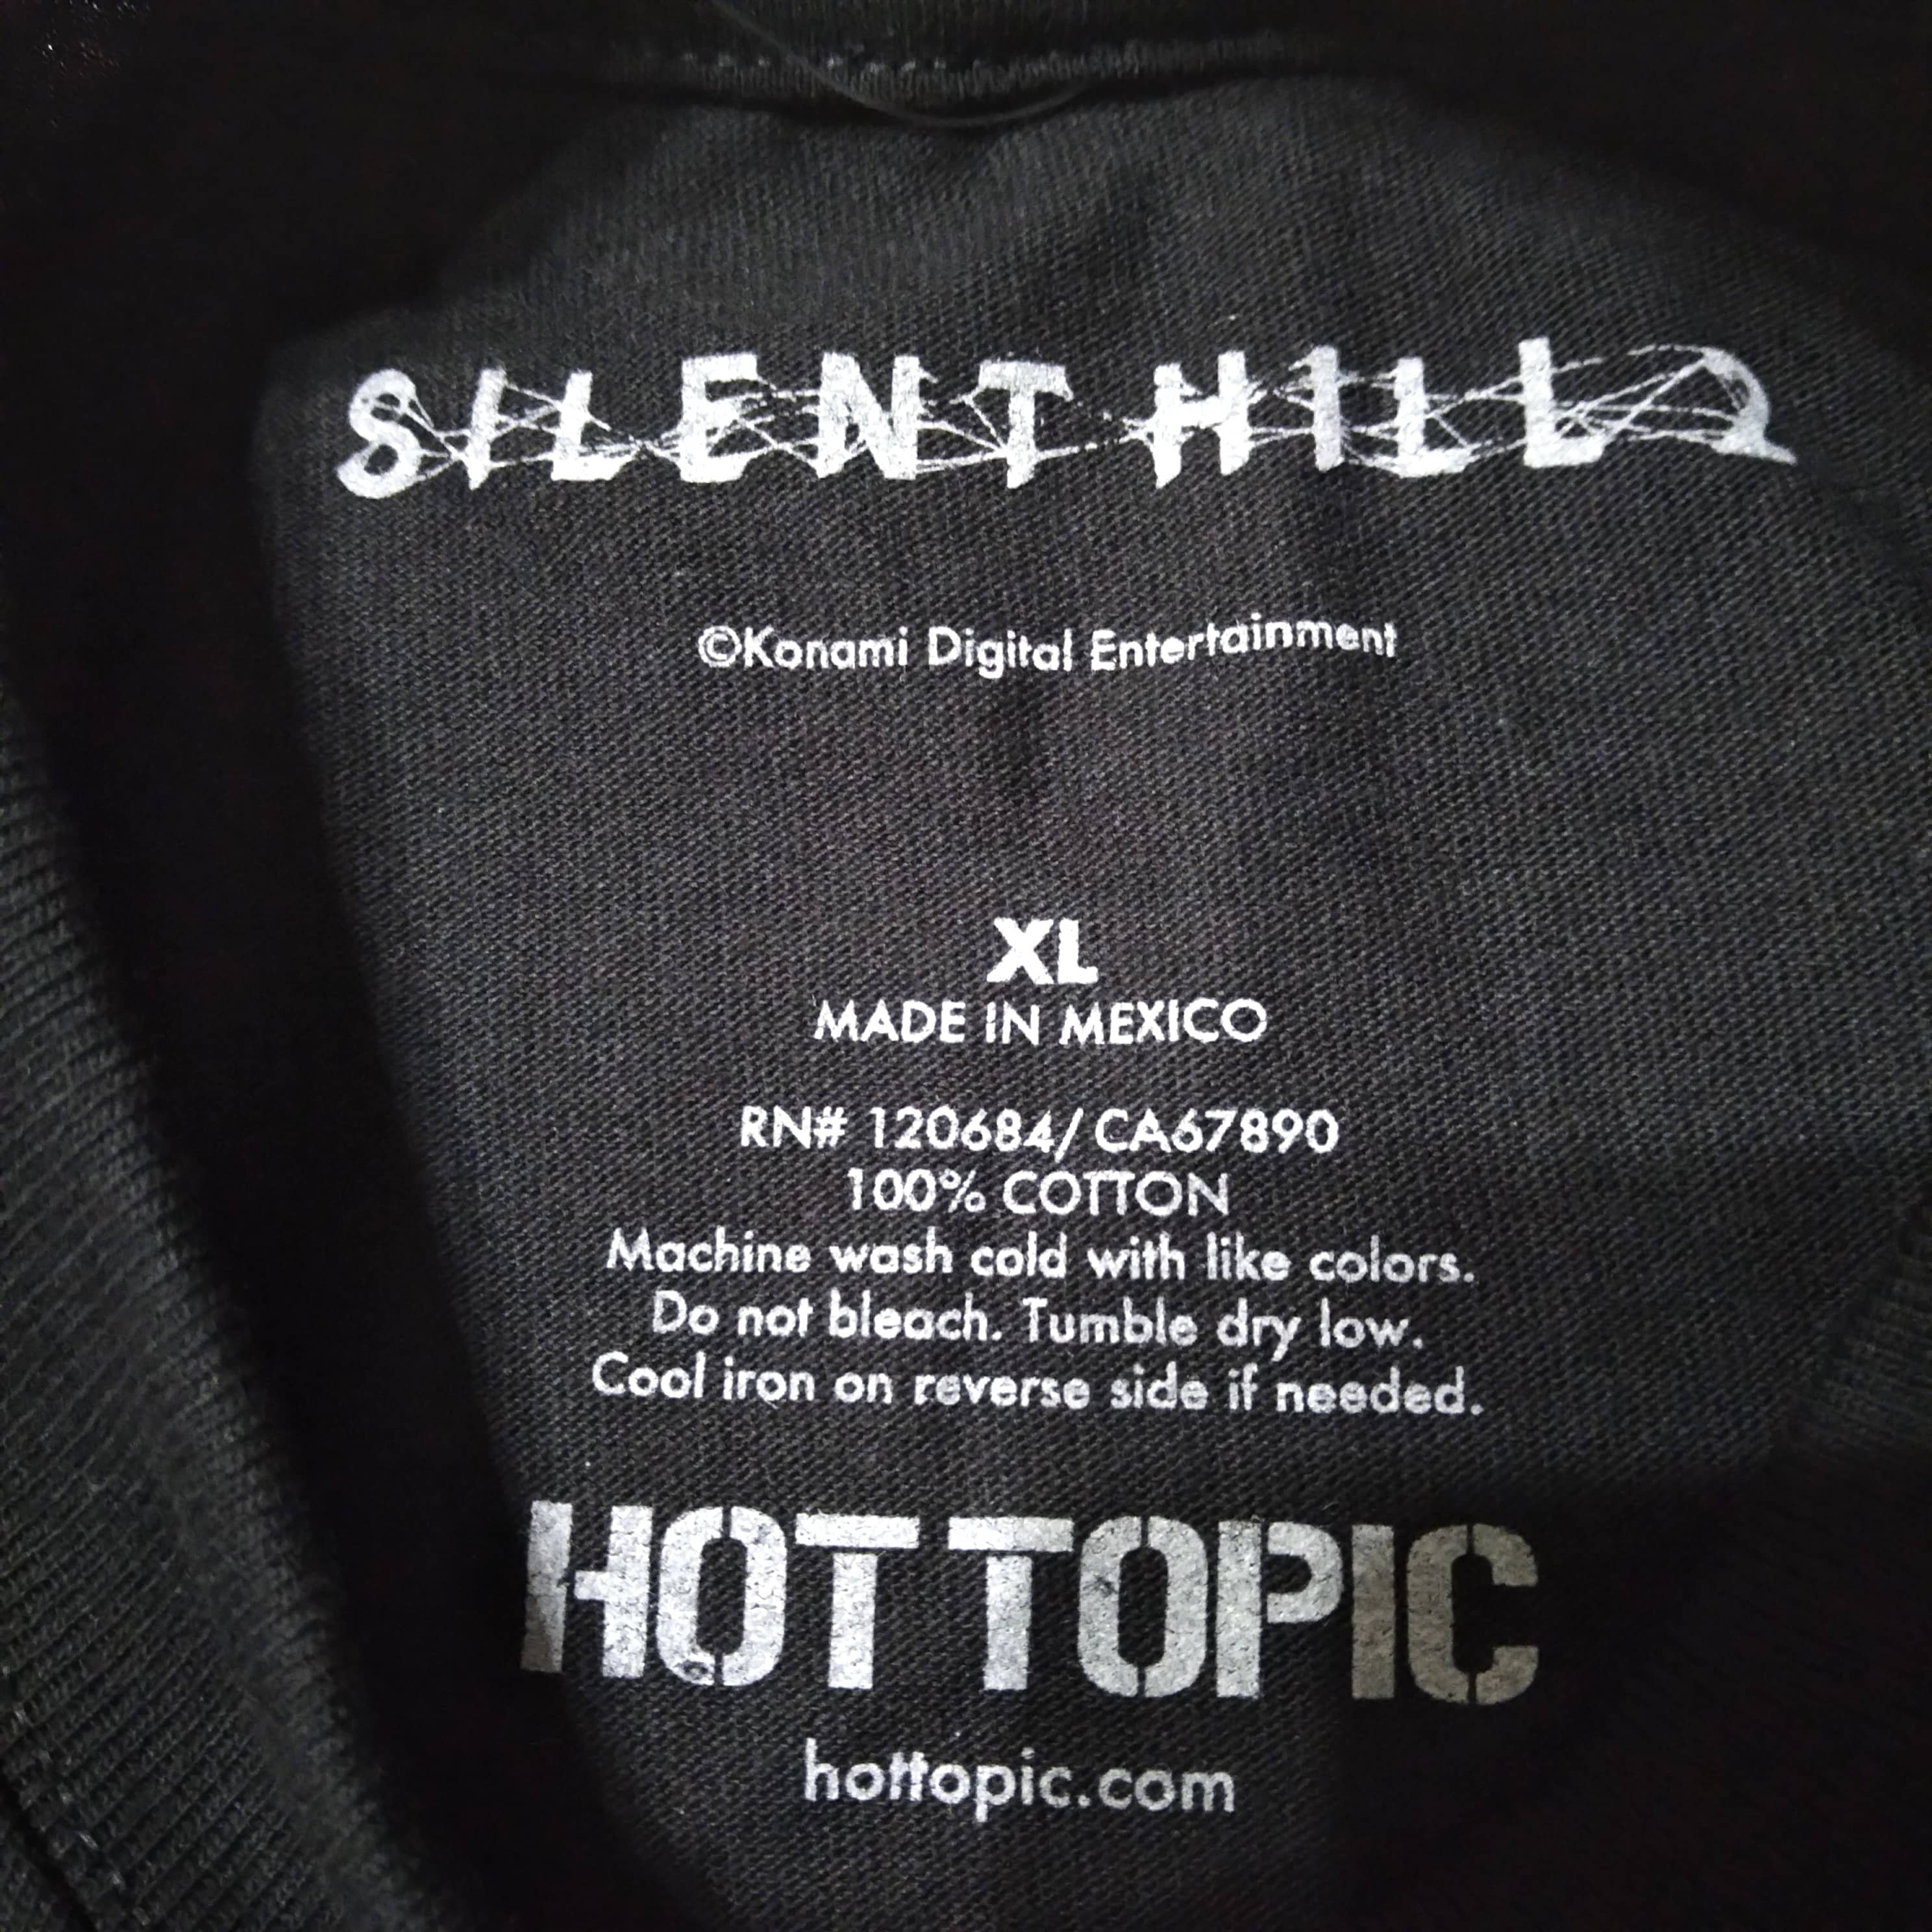 SILENT HILL 2
©Konami Digital Entertainment
XL
MADE IN MEXICO
RN# 120684/CA67890
100% COTTON
Machine wash cold with like colors.
Do not bleach. Tumble dry low.
Cool iron on reverse side if needed.
HOT TOPIC
hottopic.com